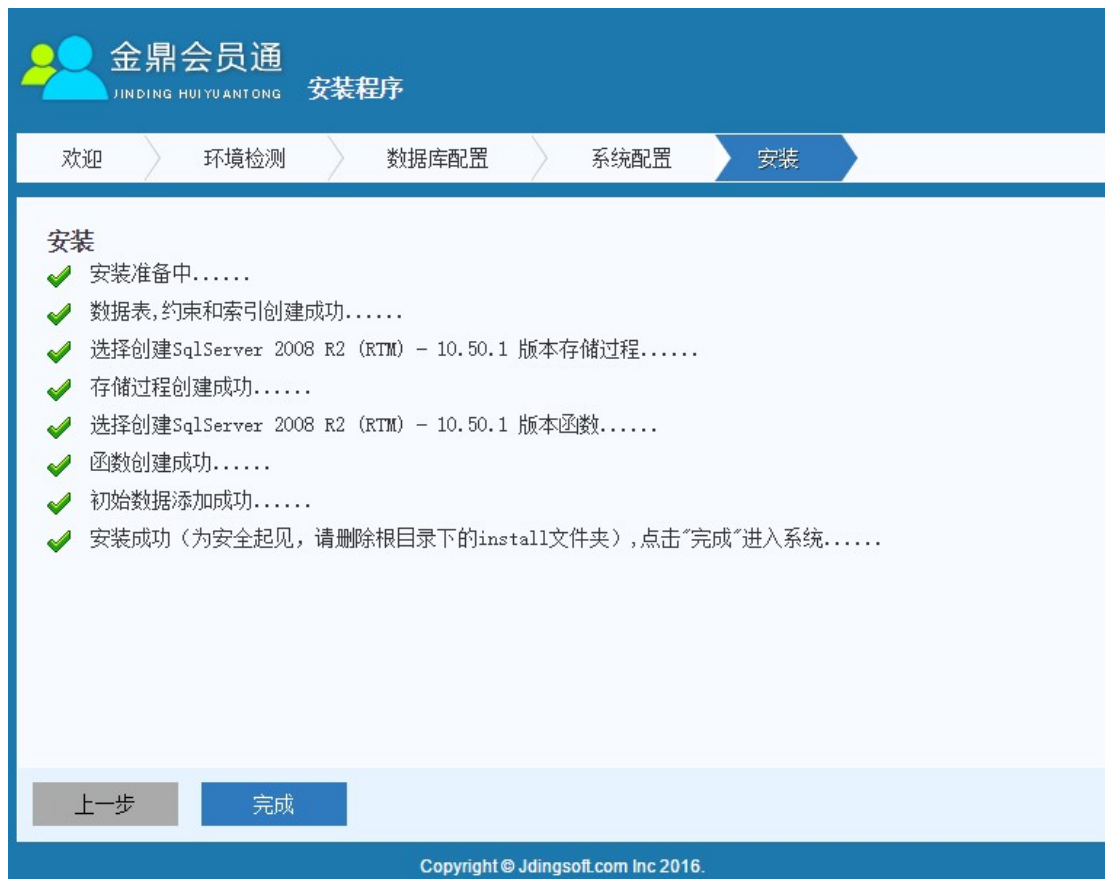 金鼎会员通
JINDING HUIYUANTONG 安装程序
欢迎 环境检测 数据库配置 系统配置 安装
安装
安装准备中......
数据表,约束和索引创建成功......
选择创建SqlServer 2008 R2 (RTM) - 10.50.1 版本存储过程......
存储过程创建成功......
选择创建SqlServer 2008 R2 (RTM) - 10.50.1 版本函数......
函数创建成功......
初始数据添加成功......
安装成功（为安全起见，请删除根目录下的install文件夹）,点击"完成"进入系统......
上一步 完成
Copyright © Jdingsoft.com Inc 2016.